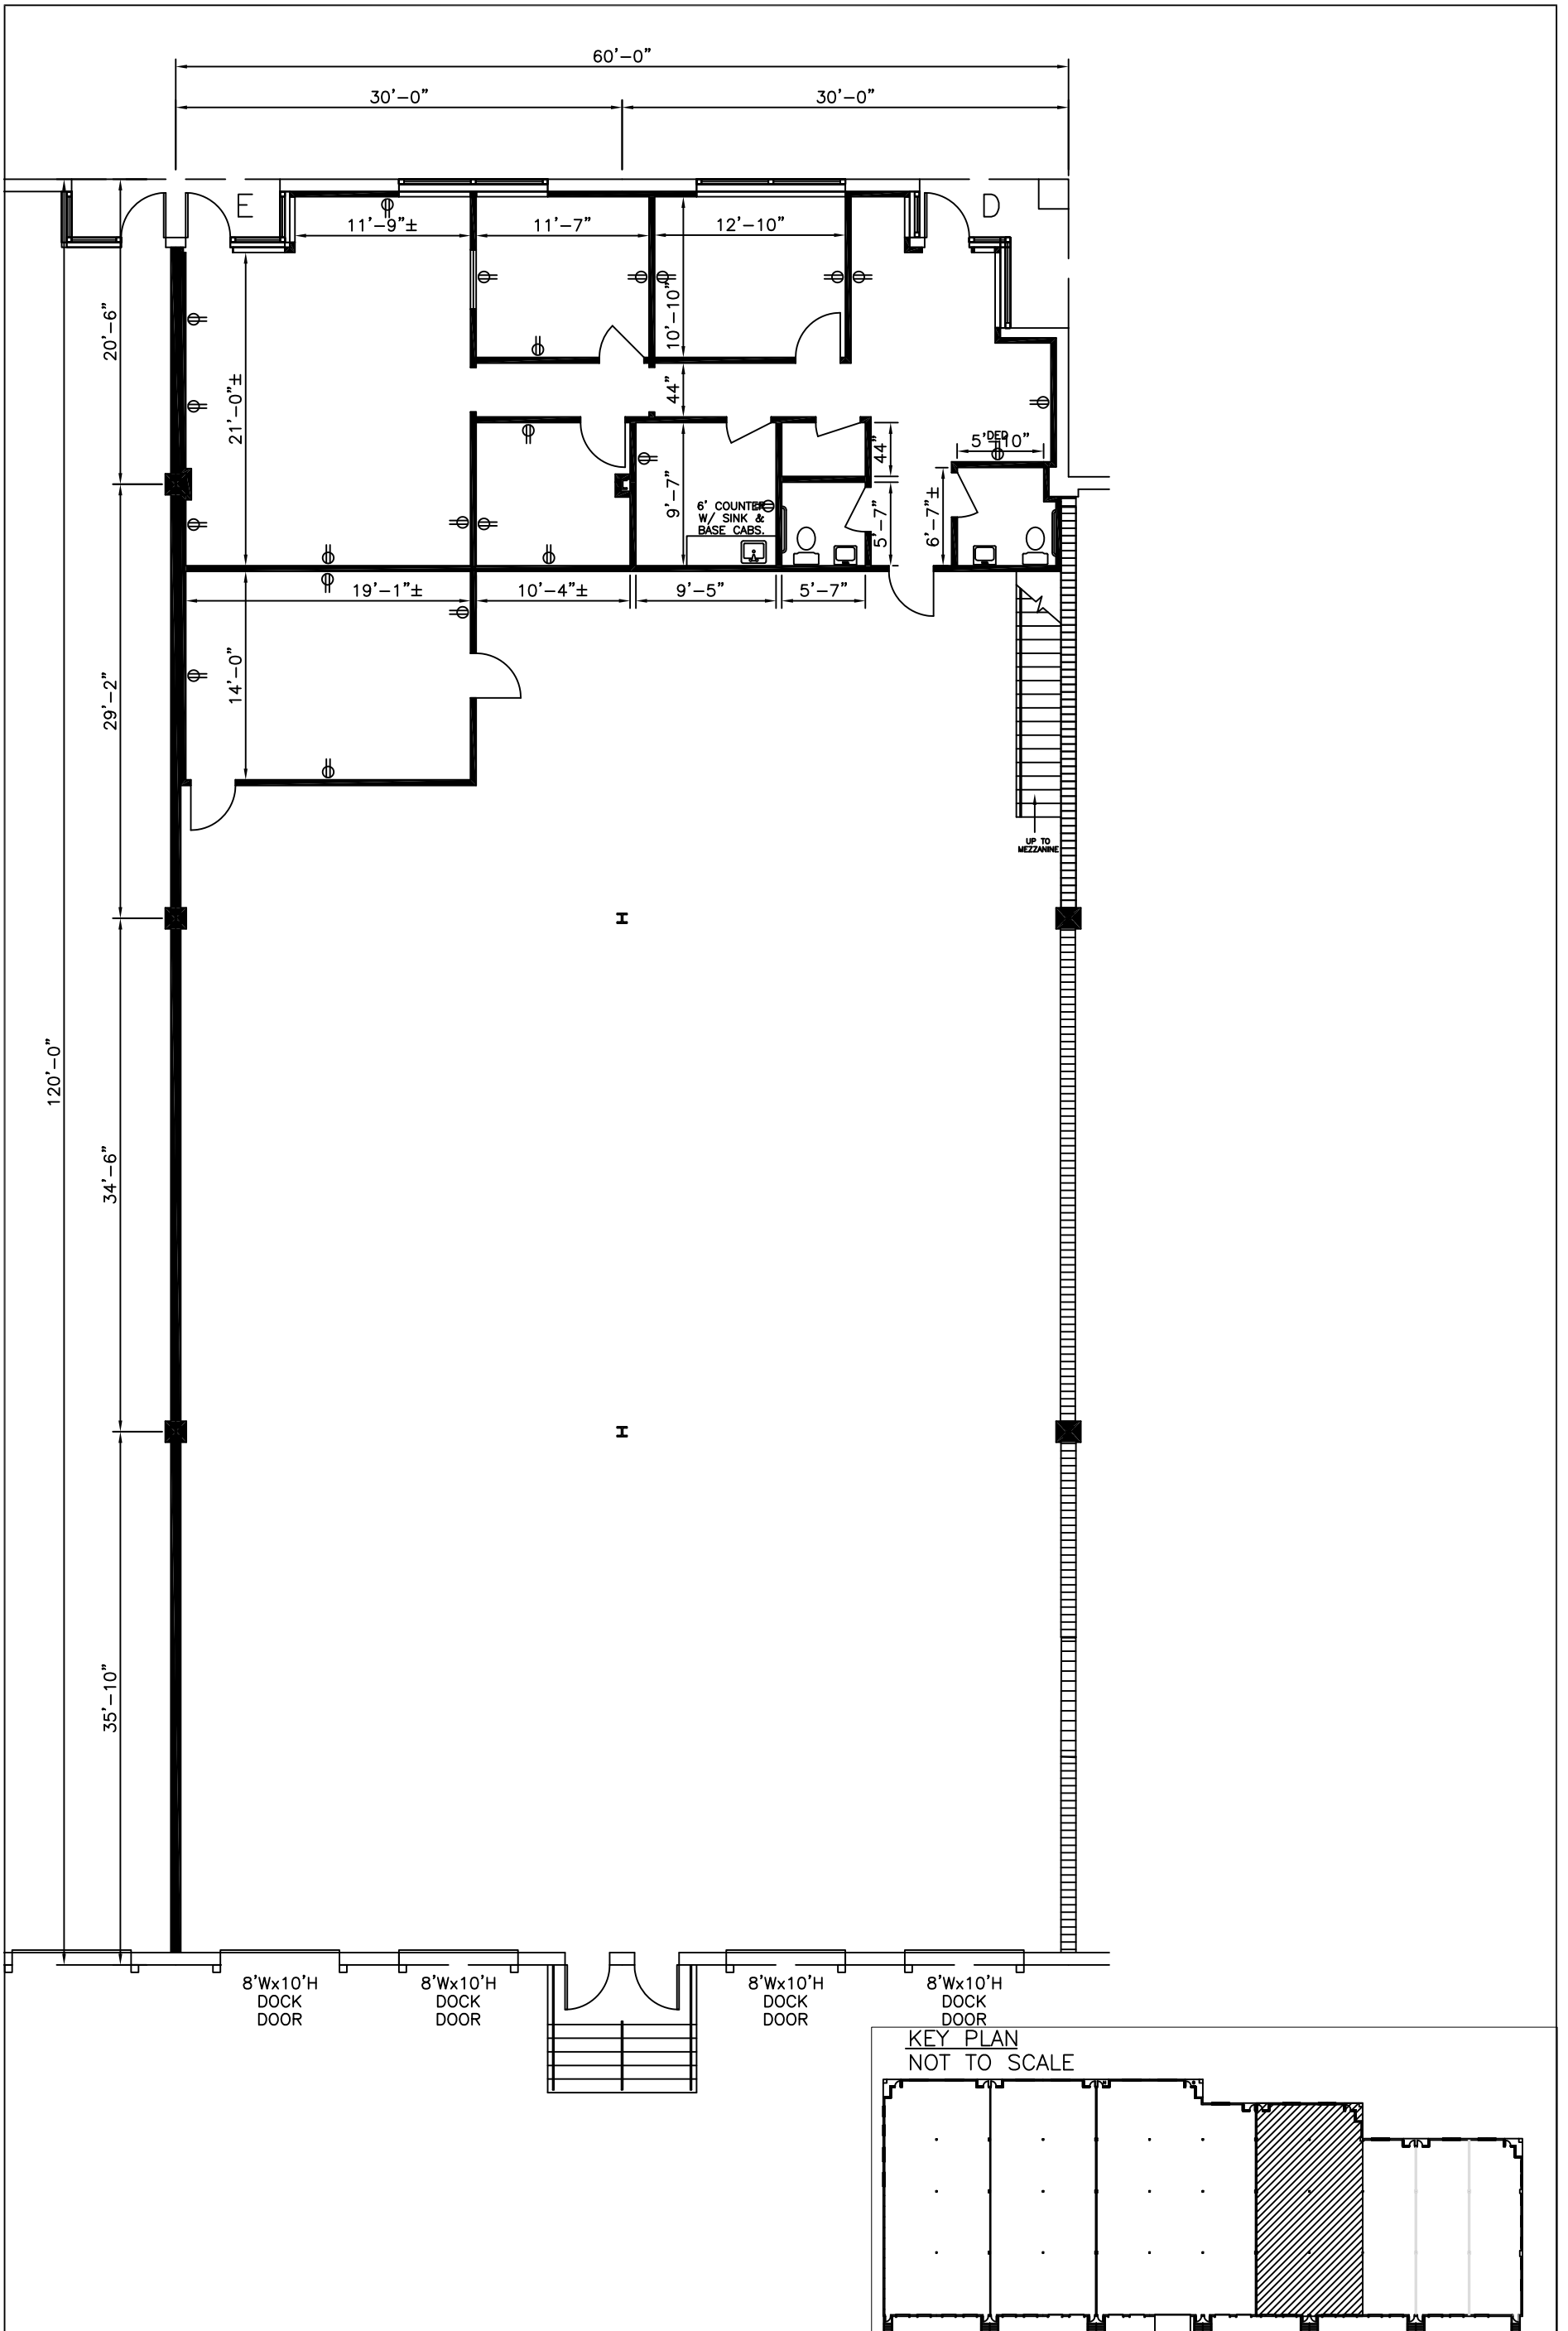 60'-0"
30'-0"
30'-0"
E
D
11'-9"±
11'-7"
12'-10"
20'-6"
10'-10"
21'-0"±
44"
DED
5'-10"
44"
9'-7"
6' COUNTER
W/ SINK &
BASE CABS.
5'-7"
6'-7"±
19'-1"±
10'-4"±
9'-5"
5'-7"
14'-0"
29'-2"
UP TO
MEZZANINE
120'-0"
34'-6"
35'-10"
8'Wx10'H
DOCK
DOOR
8'Wx10'H
DOCK
DOOR
8'Wx10'H
DOCK
DOOR
8'Wx10'H
DOCK
DOOR
KEY PLAN
NOT TO SCALE